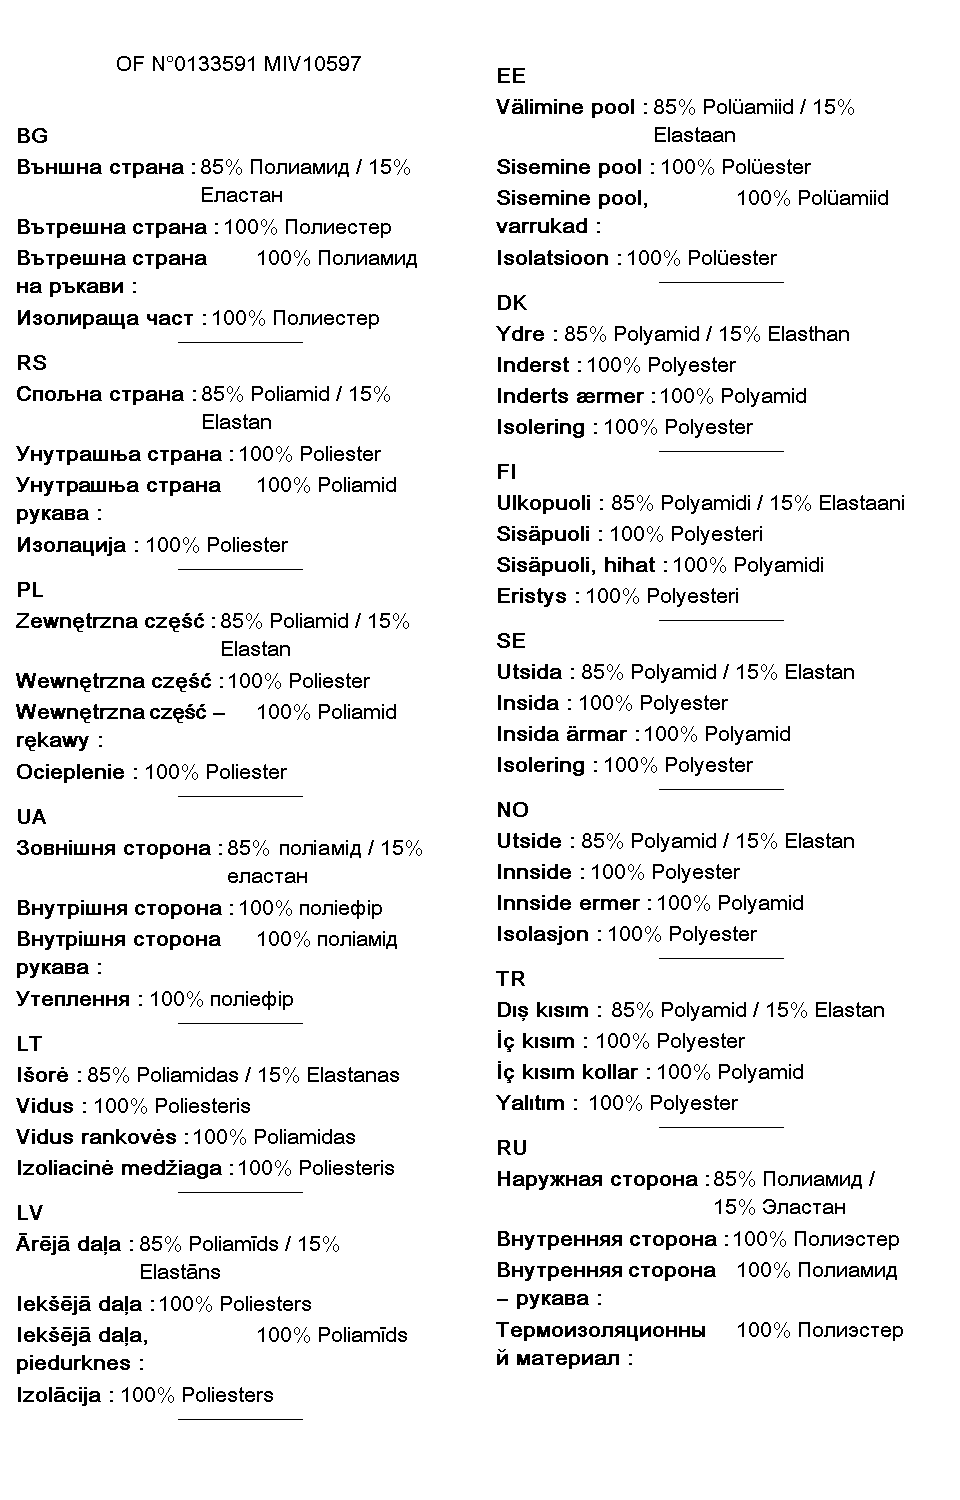 OF N°0133591 MIV10597
BG
Външна страна : 85% Полиамид / 15%
Еластан
Вътрешна страна : 100% Полиестер
Вътрешна страна 100% Полиамид
на ръкави :
Изолираща част : 100% Полиестер
RS
Спољна страна : 85% Poliamid / 15%
Elastan
Унутрашња страна : 100% Poliester
Унутрашња страна 100% Poliamid
рукава :
Изолација : 100% Poliester
PL
Zewnętrzna część : 85% Poliamid / 15%
Elastan
Wewnętrzna część : 100% Poliester
Wewnętrzna część – 100% Poliamid
rękawy :
Ocieplenie : 100% Poliester
UA
Зовнішня сторона : 85% поліамід / 15%
еластан
Внутрішня сторона : 100% поліефір
Внутрішня сторона 100% поліамід
рукава :
Утеплення : 100% поліефір
LT
Išorė : 85% Poliamidas / 15% Elastanas
Vidus : 100% Poliesteris
Vidus rankovės : 100% Poliamidas
Izoliacinė medžiaga : 100% Poliesteris
LV
Ārējā daļa : 85% Poliamīds / 15%
Elastāns
Iekšējā daļa : 100% Poliesters
Iekšējā daļa, 100% Poliamīds
piedurknes :
Izolācija : 100% Poliesters
EE
Välimine pool : 85% Polüamiid / 15%
Elastaan
Sisemine pool : 100% Polüester
Sisemine pool, 100% Polüamiid
varrukad :
Isolatsioon : 100% Polüester
DK
Ydre : 85% Polyamid / 15% Elasthan
Inderst : 100% Polyester
Inderts ærmer : 100% Polyamid
Isolering : 100% Polyester
FI
Ulkopuoli : 85% Polyamidi / 15% Elastaani
Sisäpuoli : 100% Polyesteri
Sisäpuoli, hihat : 100% Polyamidi
Eristys : 100% Polyesteri
SE
Utsida : 85% Polyamid / 15% Elastan
Insida : 100% Polyester
Insida ärmar : 100% Polyamid
Isolering : 100% Polyester
NO
Utside : 85% Polyamid / 15% Elastan
Innside : 100% Polyester
Innside ermer : 100% Polyamid
Isolasjon : 100% Polyester
TR
Dış kısım : 85% Polyamid / 15% Elastan
İç kısım : 100% Polyester
İç kısım kollar : 100% Polyamid
Yalıtım : 100% Polyester
RU
Наружная сторона : 85% Полиамид /
15% Эластан
Внутренняя сторона : 100% Полиэстер
Внутренняя сторона 100% Полиамид
– рукава :
Термоизоляционны 100% Полиэстер
й материал :